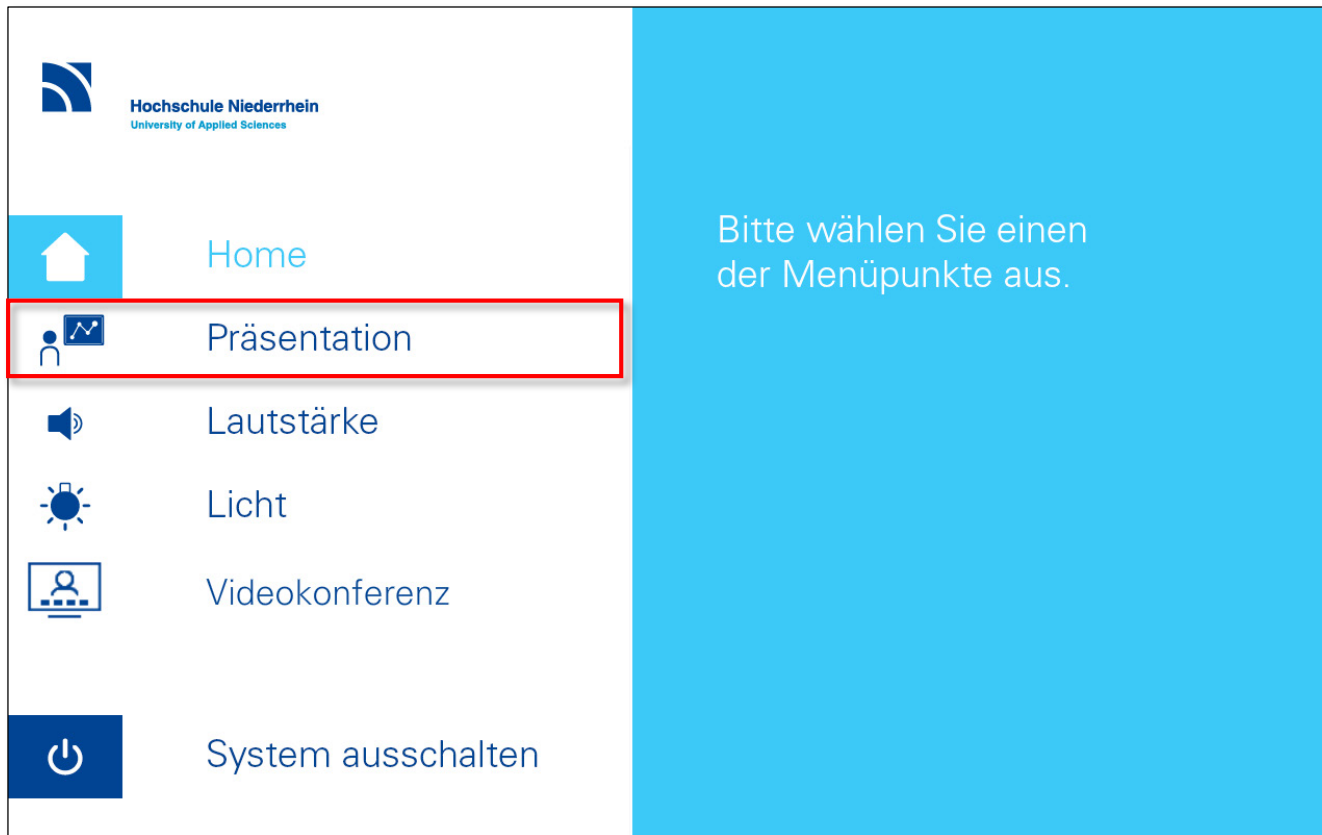 Hochschule Niederrhein
University of Applied Sciences
Home
Präsentation
Lautstärke
Licht
Videokonferenz
System ausschalten
Bitte wählen Sie einen
der Menüpunkte aus.